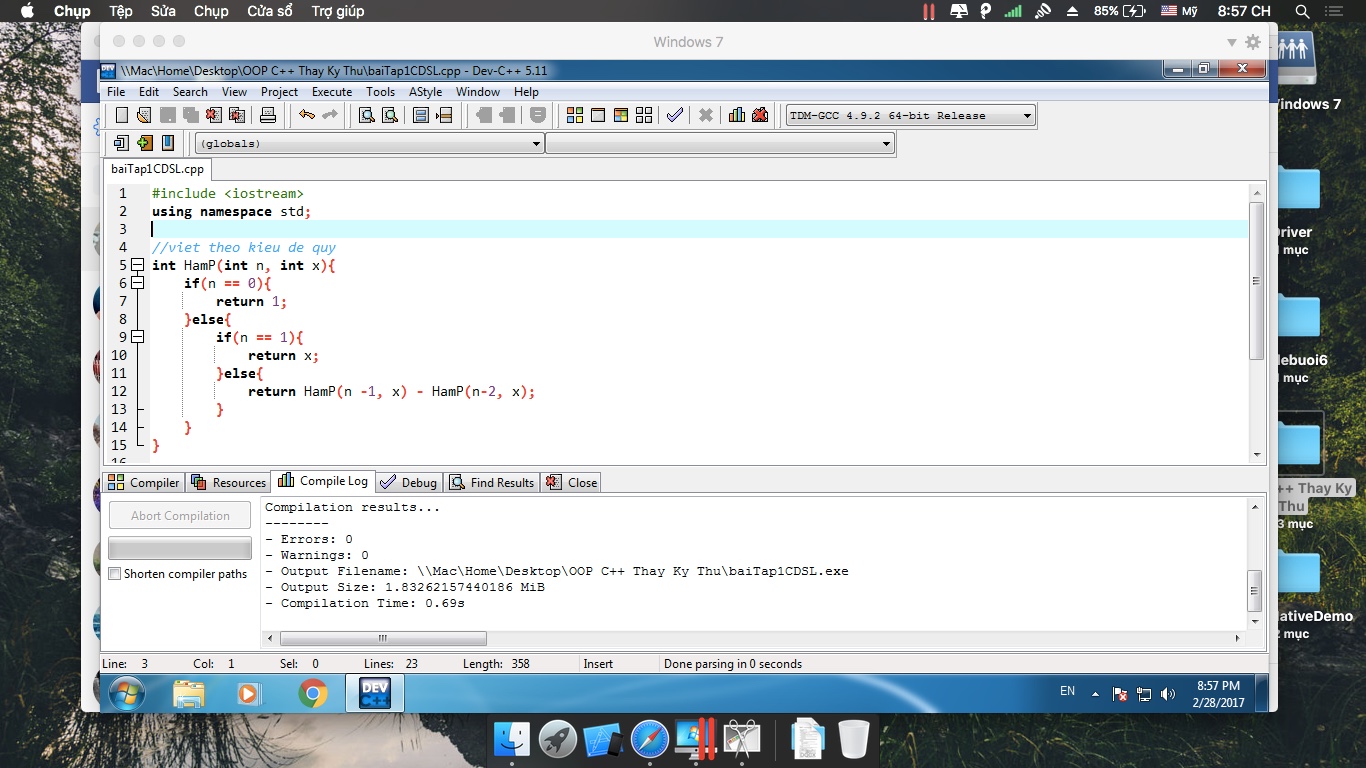 Chụp Tệp Sửa Chụp Cửa sổ Trợ giúp 85% Mỹ 8:57 CH
Windows 7
\\Mac\Home\Desktop\OOP C++ Thay Ky Thu\baiTap1CDSL.cpp - Dev-C++ 5.11
File Edit Search View Project Execute Tools AStyle Window Help
TDM-GCC 4.9.2 64-bit Release
(globals)
baiTap1CDSL.cpp
1 #include <iostream>
2 using namespace std;
3
4 //viet theo kieu de quy
5 int HamP(int n, int x){
6 if(n == 0){
7 return 1;
8 }else{
9 if(n == 1){
10 return x;
11 }else{
12 return HamP(n -1, x) - HamP(n-2, x);
13 }
14 }
15 }
16
Compiler Resources Compile Log Debug Find Results Close
Abort Compilation
Shorten compiler paths
Compilation results...
--------
- Errors: 0
- Warnings: 0
- Output Filename: \\Mac\Home\Desktop\OOP C++ Thay Ky Thu\baiTap1CDSL.exe
- Output Size: 1.83262157440186 MiB
- Compilation Time: 0.69s
Line: 3 Col: 1 Sel: 0 Lines: 23 Length: 358 Insert Done parsing in 0 seconds
DEV C++
EN
8:57 PM
2/28/2017
indows 7
river
mục
ebuoi6
mục
++ Thay Ky
Thu
3 mục
lativeDemo
2 mục